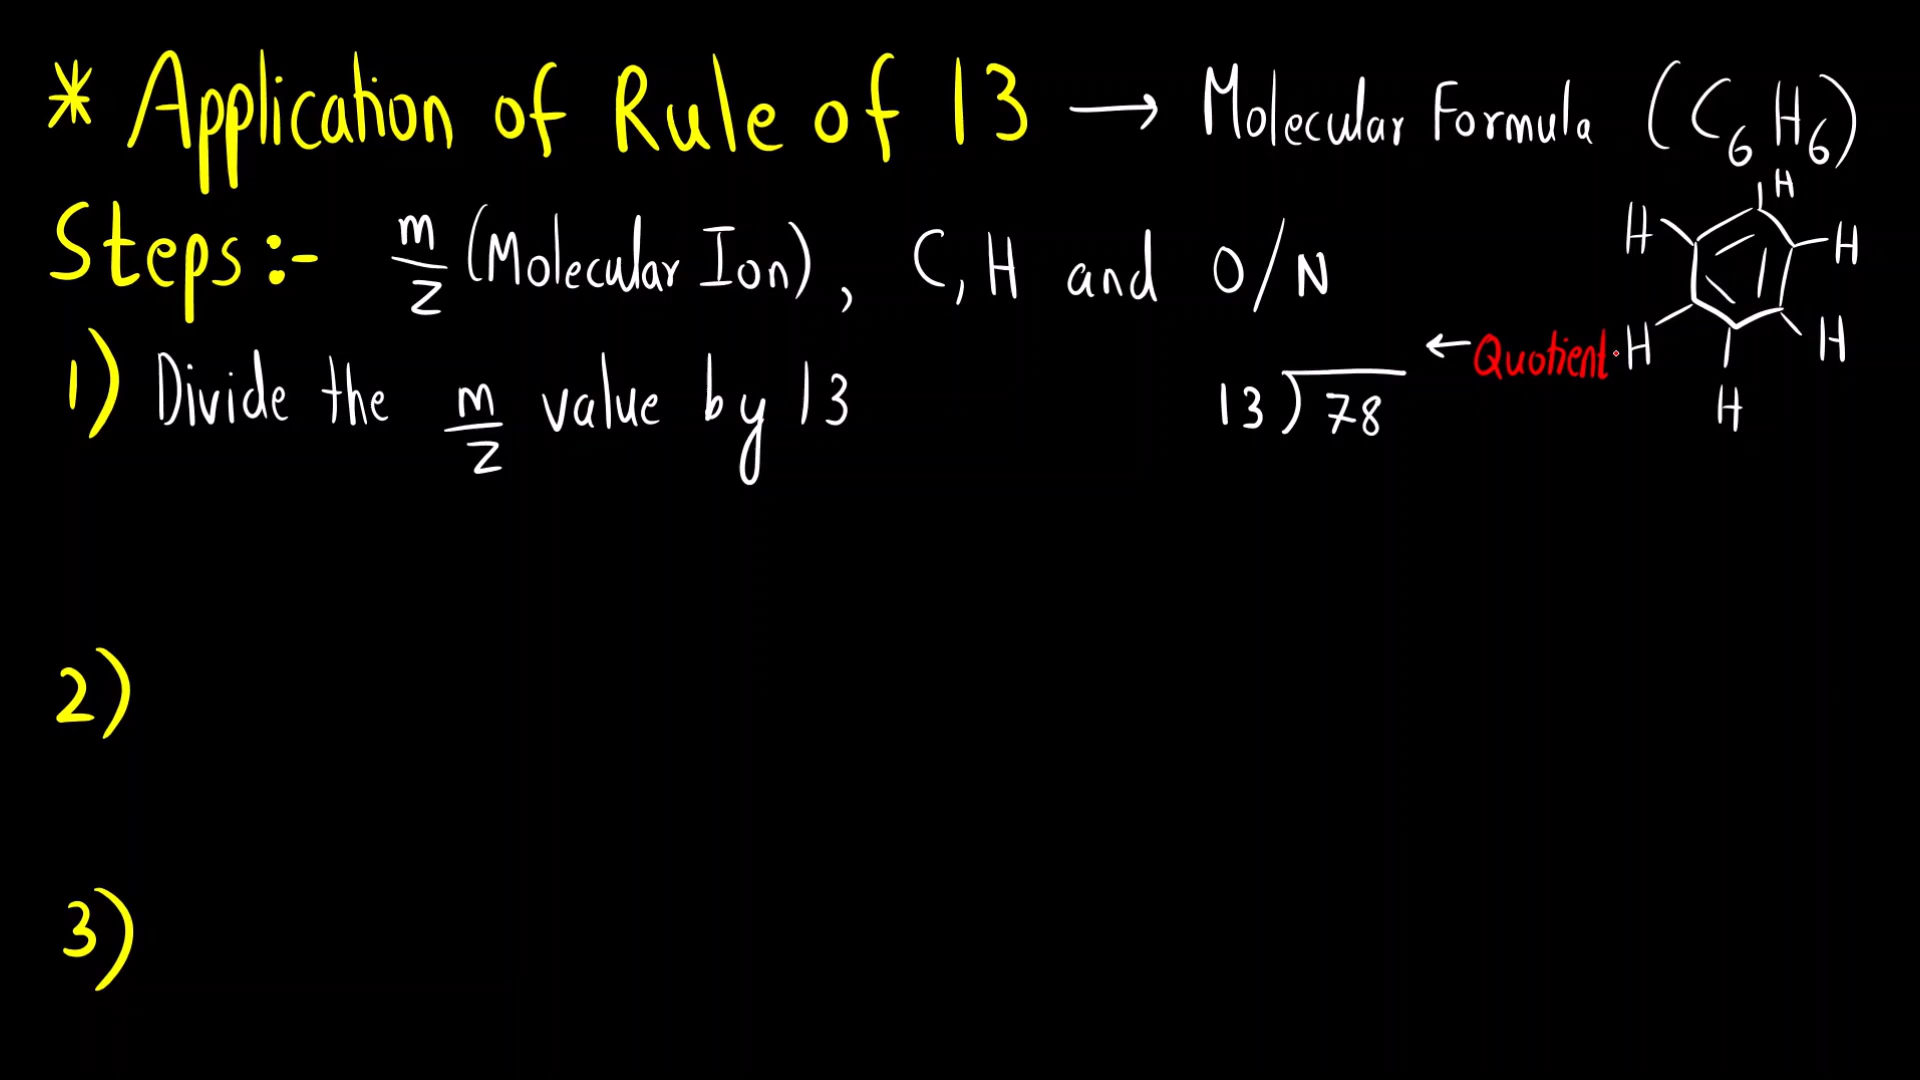 * Application of Rule of 13 → Molecular Formula (C₆H₆)
Steps:- m/z (Molecular Ion), C, H and O/N
H
H
H
1) Divide the m/z value by 13
13)78
← Quotient
H
H
H
2)
3)